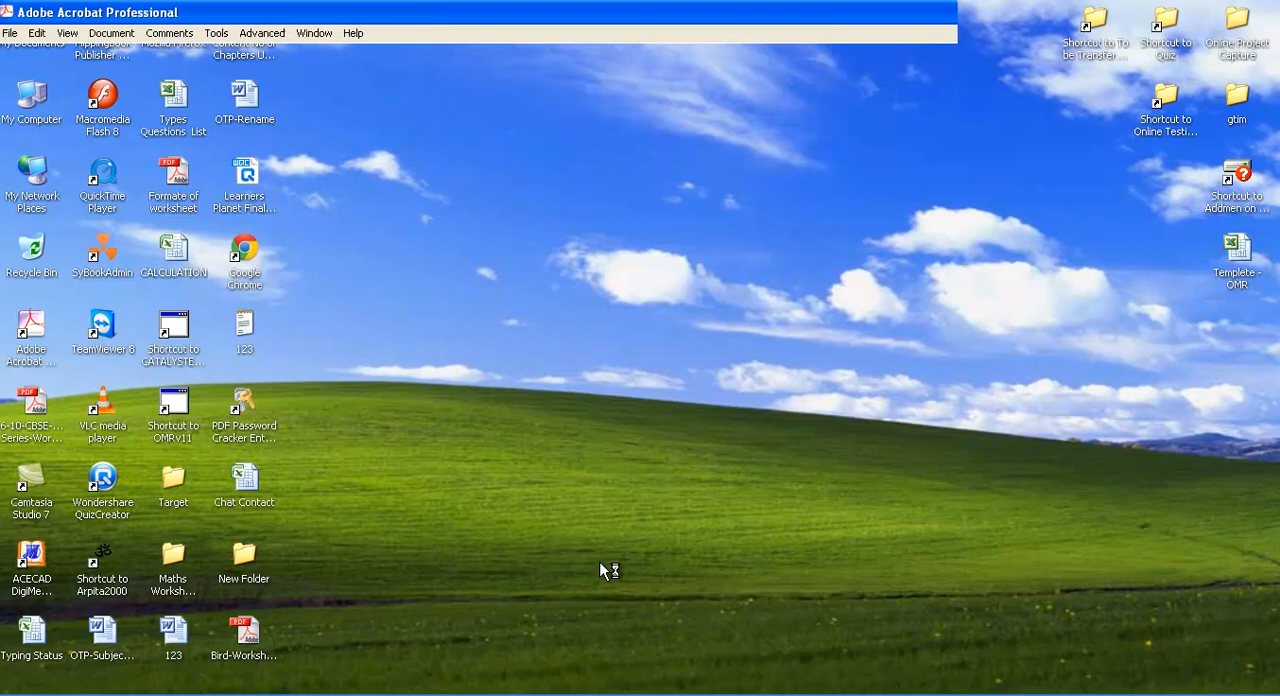 Adobe Acrobat Professional
File Edit View Document Comments Tools Advanced Window Help
Publisher ...
Chapters U...
My Computer
Macromedia
Flash 8
Types
Questions List
OTP-Rename
My Network
Places
QuickTime
Player
Formate of
worksheet
Learners
Planet Final...
Recycle Bin
SyBookAdmin
CALCULATION
Google
Chrome
Adobe
Acrobat ...
TeamViewer 8
Shortcut to
CATALYSTE...
123
6-10-CBSE-...
Series-Wor...
VLC media
player
Shortcut to
OMRv11
PDF Password
Cracker Ent...
Camtasia
Studio 7
Wondershare
QuizCreator
Target
Chat Contact
ACECAD
DigiMe...
Shortcut to
Arpita2000
Maths
Worksh...
New Folder
Typing Status
OTP-Subjec...
123
Bird-Worksh...
Shortcut to To
be Transfer ...
Shortcut to
Quiz
Online Project
Capture
Shortcut to
Online Testi...
gtim
Shortcut to
Addmen on ...
Templete -
OMR